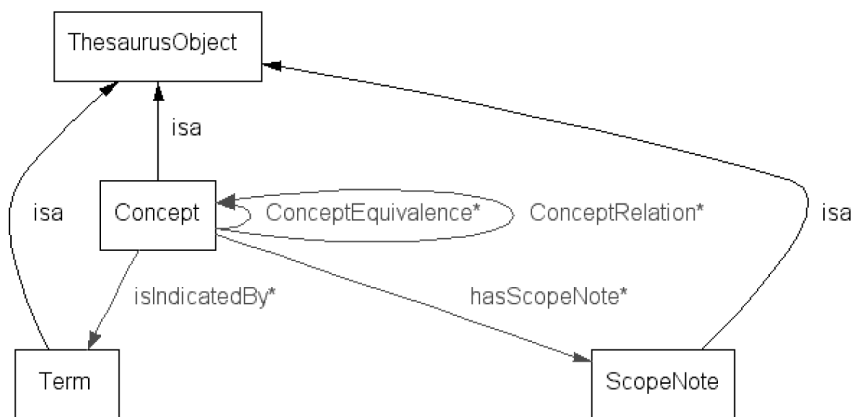 ThesaurusObject
isa
Concept
ConceptEquivalence*
ConceptRelation*
isa
isa
isIndicatedBy*
hasScopeNote*
Term
ScopeNote